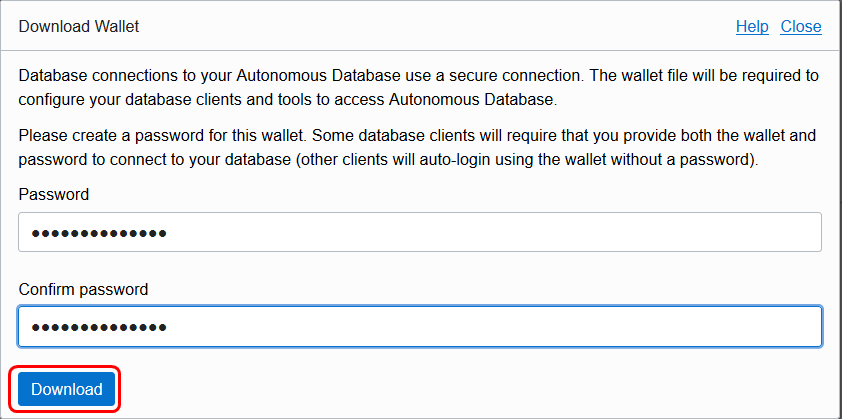 Download Wallet
Help Close
Database connections to your Autonomous Database use a secure connection. The wallet file will be required to
configure your database clients and tools to access Autonomous Database.
Please create a password for this wallet. Some database clients will require that you provide both the wallet and
password to connect to your database (other clients will auto-login using the wallet without a password).
Password
●●●●●●●●●●●●●●
Confirm password
●●●●●●●●●●●●●●
Download